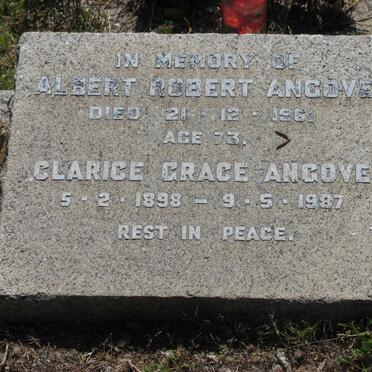 IN MEMORY OF
ALBERT ROBERT ANGOVE
DIED 21 · 12 ·
AGE 73.
CLARICE GRACE ANGOVE
5 · 2 · 1898 – 9 · 5 · 1987
REST IN PEACE.